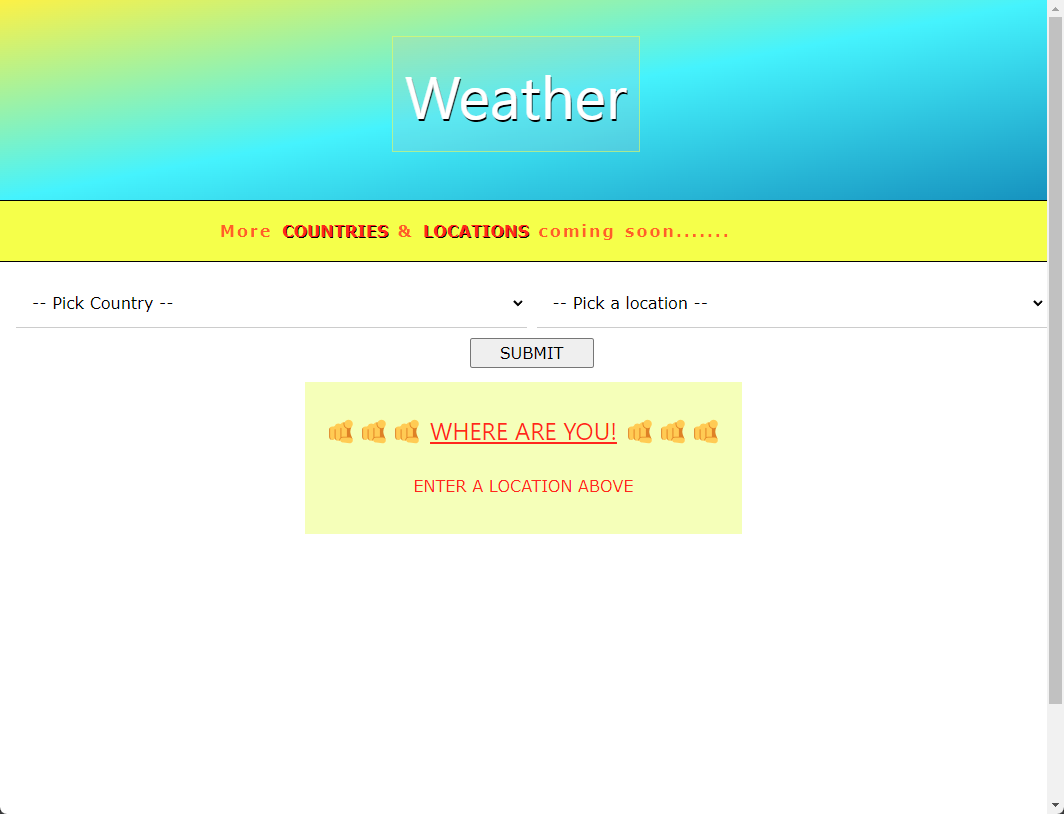 Weather
More COUNTRIES & LOCATIONS coming soon.......
-- Pick Country --
-- Pick a location --
SUBMIT
WHERE ARE YOU!
ENTER A LOCATION ABOVE